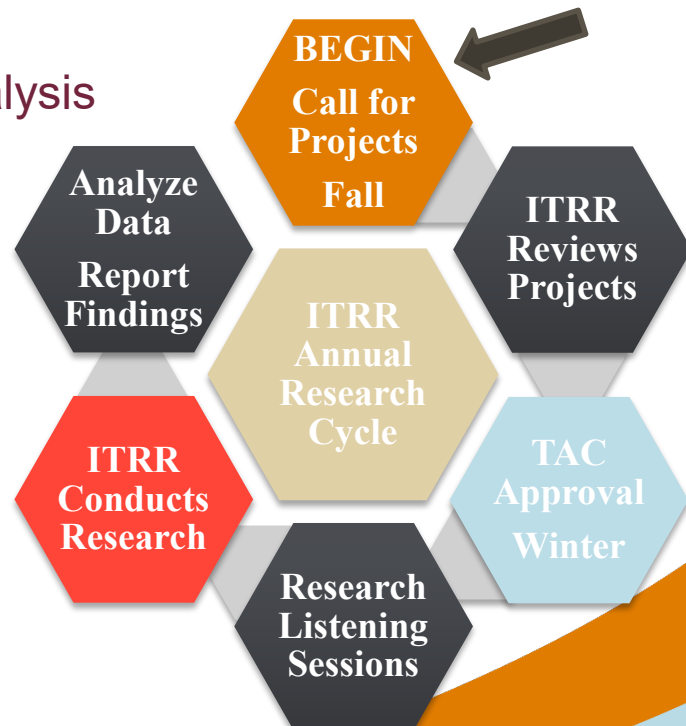 alysis
BEGIN
Call for
Projects
Fall
ITRR
Reviews
Projects
TAC
Approval
Winter
Research
Listening
Sessions
ITRR
Conducts
Research
Analyze
Data
Report
Findings
ITRR
Annual
Research
Cycle